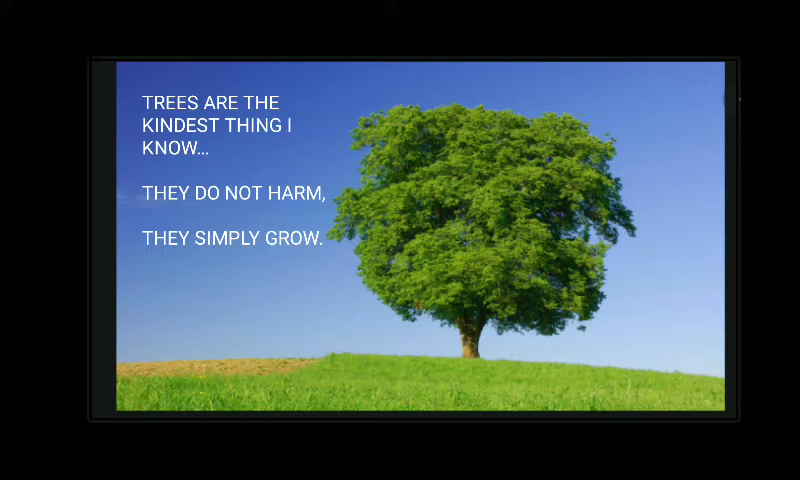 TREES ARE THE
KINDEST THING I
KNOW...
THEY DO NOT HARM,
THEY SIMPLY GROW.